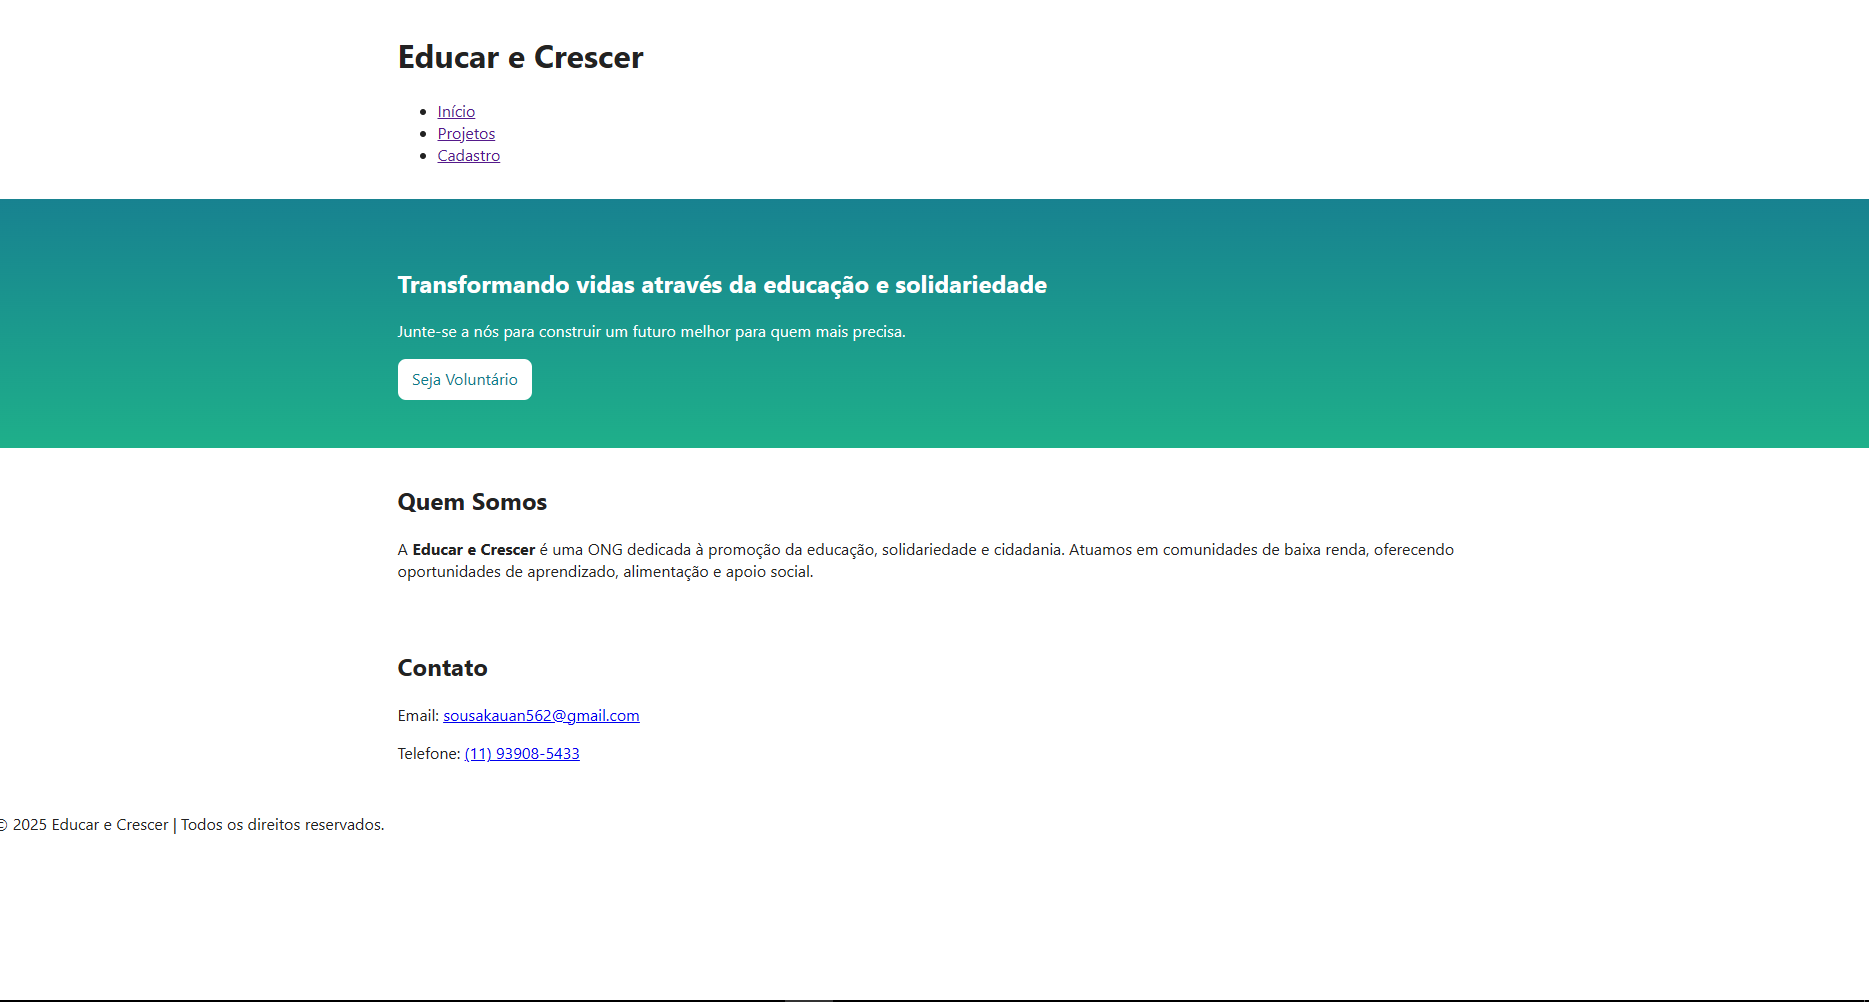 Educar e Crescer
Início
Projetos
Cadastro
Transformando vidas através da educação e solidariedade
Junte-se a nós para construir um futuro melhor para quem mais precisa.
Seja Voluntário
Quem Somos
A Educar e Crescer é uma ONG dedicada à promoção da educação, solidariedade e cidadania. Atuamos em comunidades de baixa renda, oferecendo
oportunidades de aprendizado, alimentação e apoio social.
Contato
Email: sousakauan562@gmail.com
Telefone: (11) 93908-5433
© 2025 Educar e Crescer | Todos os direitos reservados.